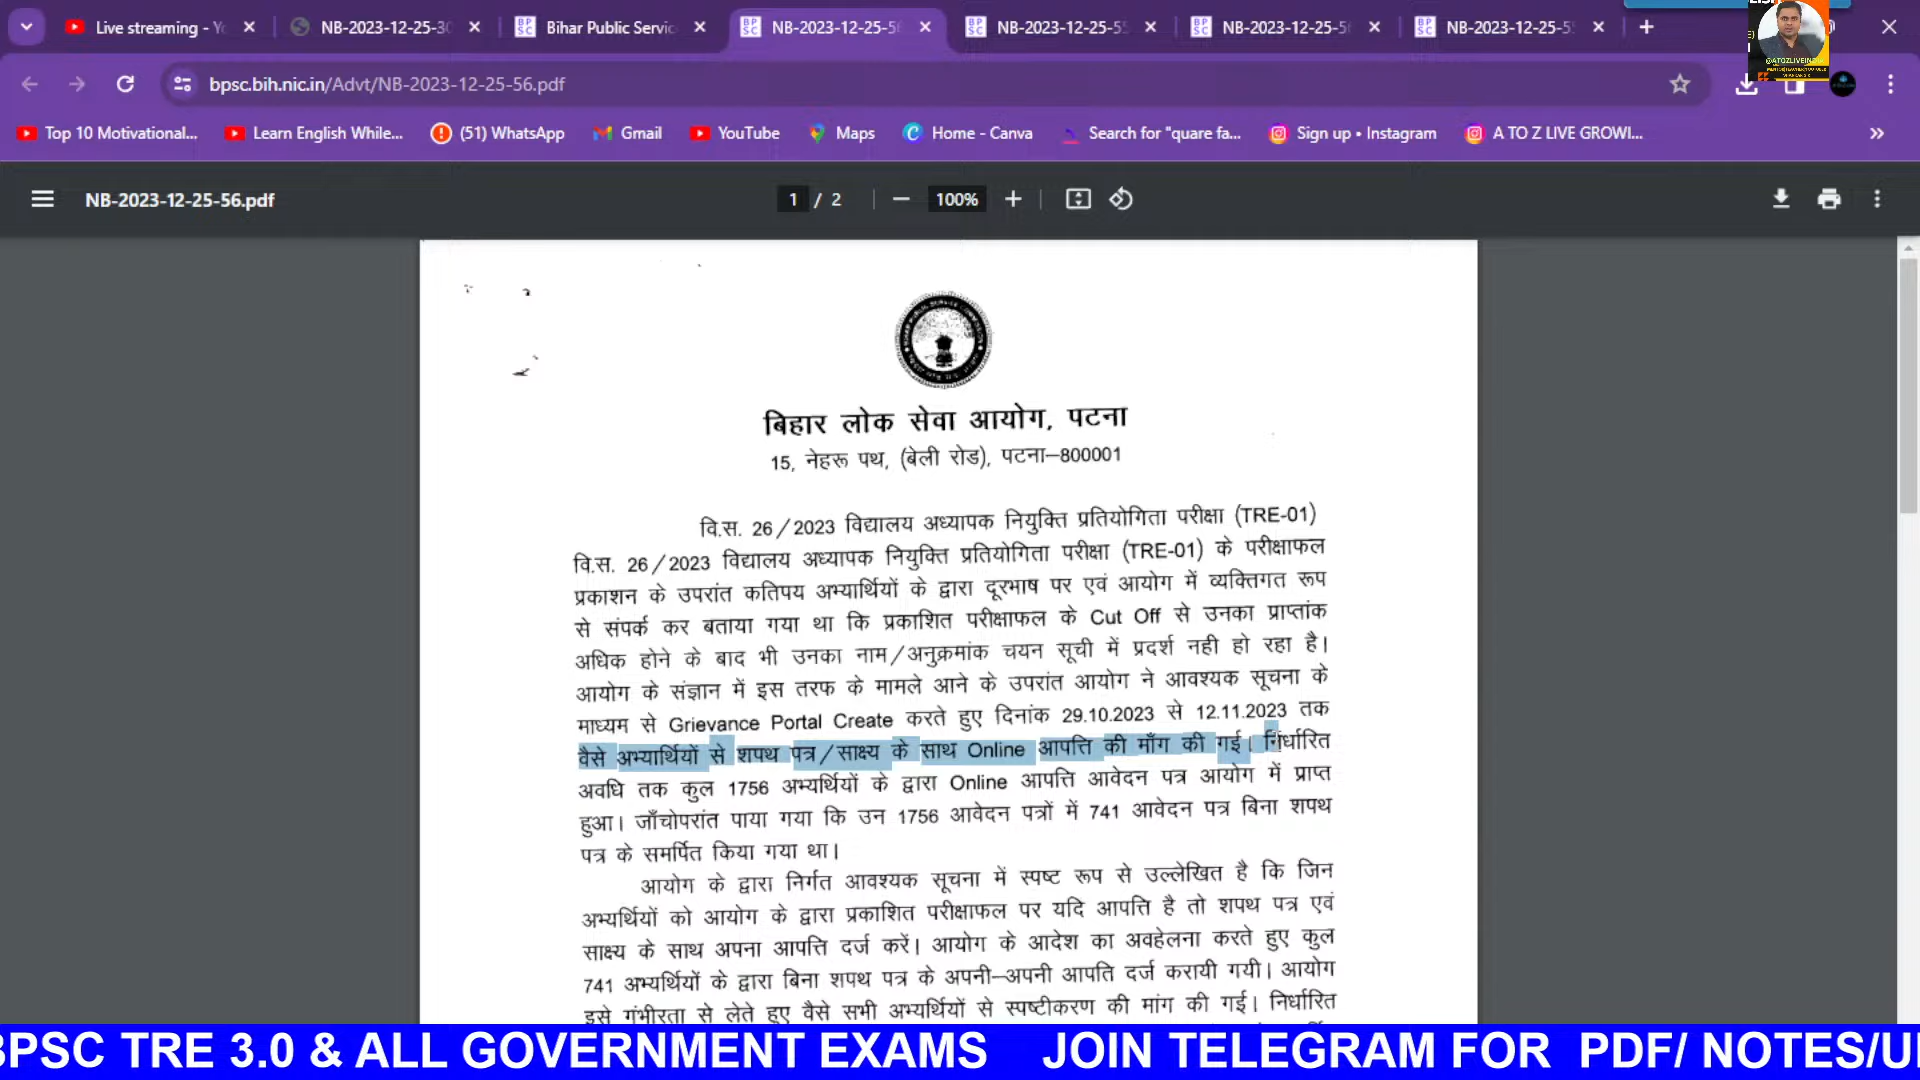 Live streaming - Y
NB-2023-12-25-30
Bihar Public Servic
NB-2023-12-25-56
NB-2023-12-25-55
NB-2023-12-25-5
NB-2023-12-25-5
bpsc.bih.nic.in/Advt/NB-2023-12-25-56.pdf
@ATOZLIVEIN
Top 10 Motivational...
Learn English While...
(51) WhatsApp
Gmail
YouTube
Maps
Home - Canva
Search for "quare fa...
Sign up • Instagram
A TO Z LIVE GROWI...
NB-2023-12-25-56.pdf
1 / 2
100%
बिहार लोक सेवा आयोग, पटना
15, नेहरू पथ, (बेली रोड), पटना–800001
वि.स. 26/2023 विद्यालय अध्यापक नियुक्ति प्रतियोगिता परीक्षा (TRE-01)
वि.स. 26/2023 विद्यालय अध्यापक नियुक्ति प्रतियोगिता परीक्षा (TRE-01) के परीक्षाफल
प्रकाशन के उपरांत कतिपय अभ्यार्थियों के द्वारा दूरभाष पर एवं आयोग में व्यक्तिगत रूप
से संपर्क कर बताया गया था कि प्रकाशित परीक्षाफल के Cut Off से उनका प्राप्तांक
अधिक होने के बाद भी उनका नाम/अनुक्रमांक चयन सूची में प्रदर्श नही हो रहा है।
आयोग के संज्ञान में इस तरफ के मामले आने के उपरांत आयोग ने आवश्यक सूचना के
माध्यम से Grievance Portal Create करते हुए दिनांक 29.10.2023 से 12.11.2023 तक
वैसे अभ्यार्थियों से शपथ पत्र/साक्ष्य के साथ Online आपत्ति की माँग की गई। निर्धारित
अवधि तक कुल 1756 अभ्यर्थियों के द्वारा Online आपत्ति आवेदन पत्र आयोग में प्राप्त
हुआ। जाँचोपरांत पाया गया कि उन 1756 आवेदन पत्रों में 741 आवेदन पत्र बिना शपथ
पत्र के समर्पित किया गया था।
आयोग के द्वारा निर्गत आवश्यक सूचना में स्पष्ट रूप से उल्लेखित है कि जिन
अभ्यर्थियों को आयोग के द्वारा प्रकाशित परीक्षाफल पर यदि आपत्ति है तो शपथ पत्र एवं
साक्ष्य के साथ अपना आपत्ति दर्ज करें। आयोग के आदेश का अवहेलना करते हुए कुल
741 अभ्यर्थियों के द्वारा बिना शपथ पत्र के अपनी–अपनी आपति दर्ज करायी गयी। आयोग
इसे गंभीरता से लेते हुए वैसे सभी अभ्यर्थियों से स्पष्टीकरण की मांग की गई। निर्धारित
BPSC TRE 3.0 & ALL GOVERNMENT EXAMS JOIN TELEGRAM FOR PDF/ NOTES/U